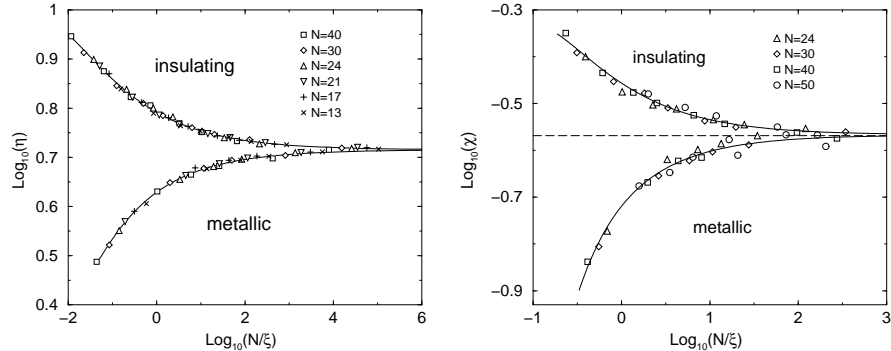 1
0.9
0.8
0.7
0.6
0.5
0.4
Log10(η)
insulating
metallic
N=40
N=30
N=24
N=21
N=17
N=13
−2 0 2 4 6
Log10(N/ξ)
−0.3
−0.5
−0.7
−0.9
Log10(χ)
insulating
metallic
N=24
N=30
N=40
N=50
−1 0 1 2 3
Log10(N/ξ)